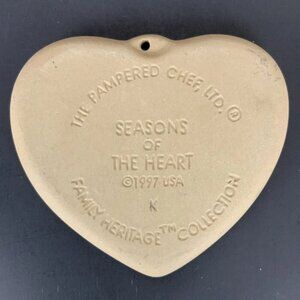 THE PAMPERED CHEF, LTD. ®
SEASONS
OF
THE HEART
©1997 USA
K
FAMILY HERITAGE™ COLLECTION